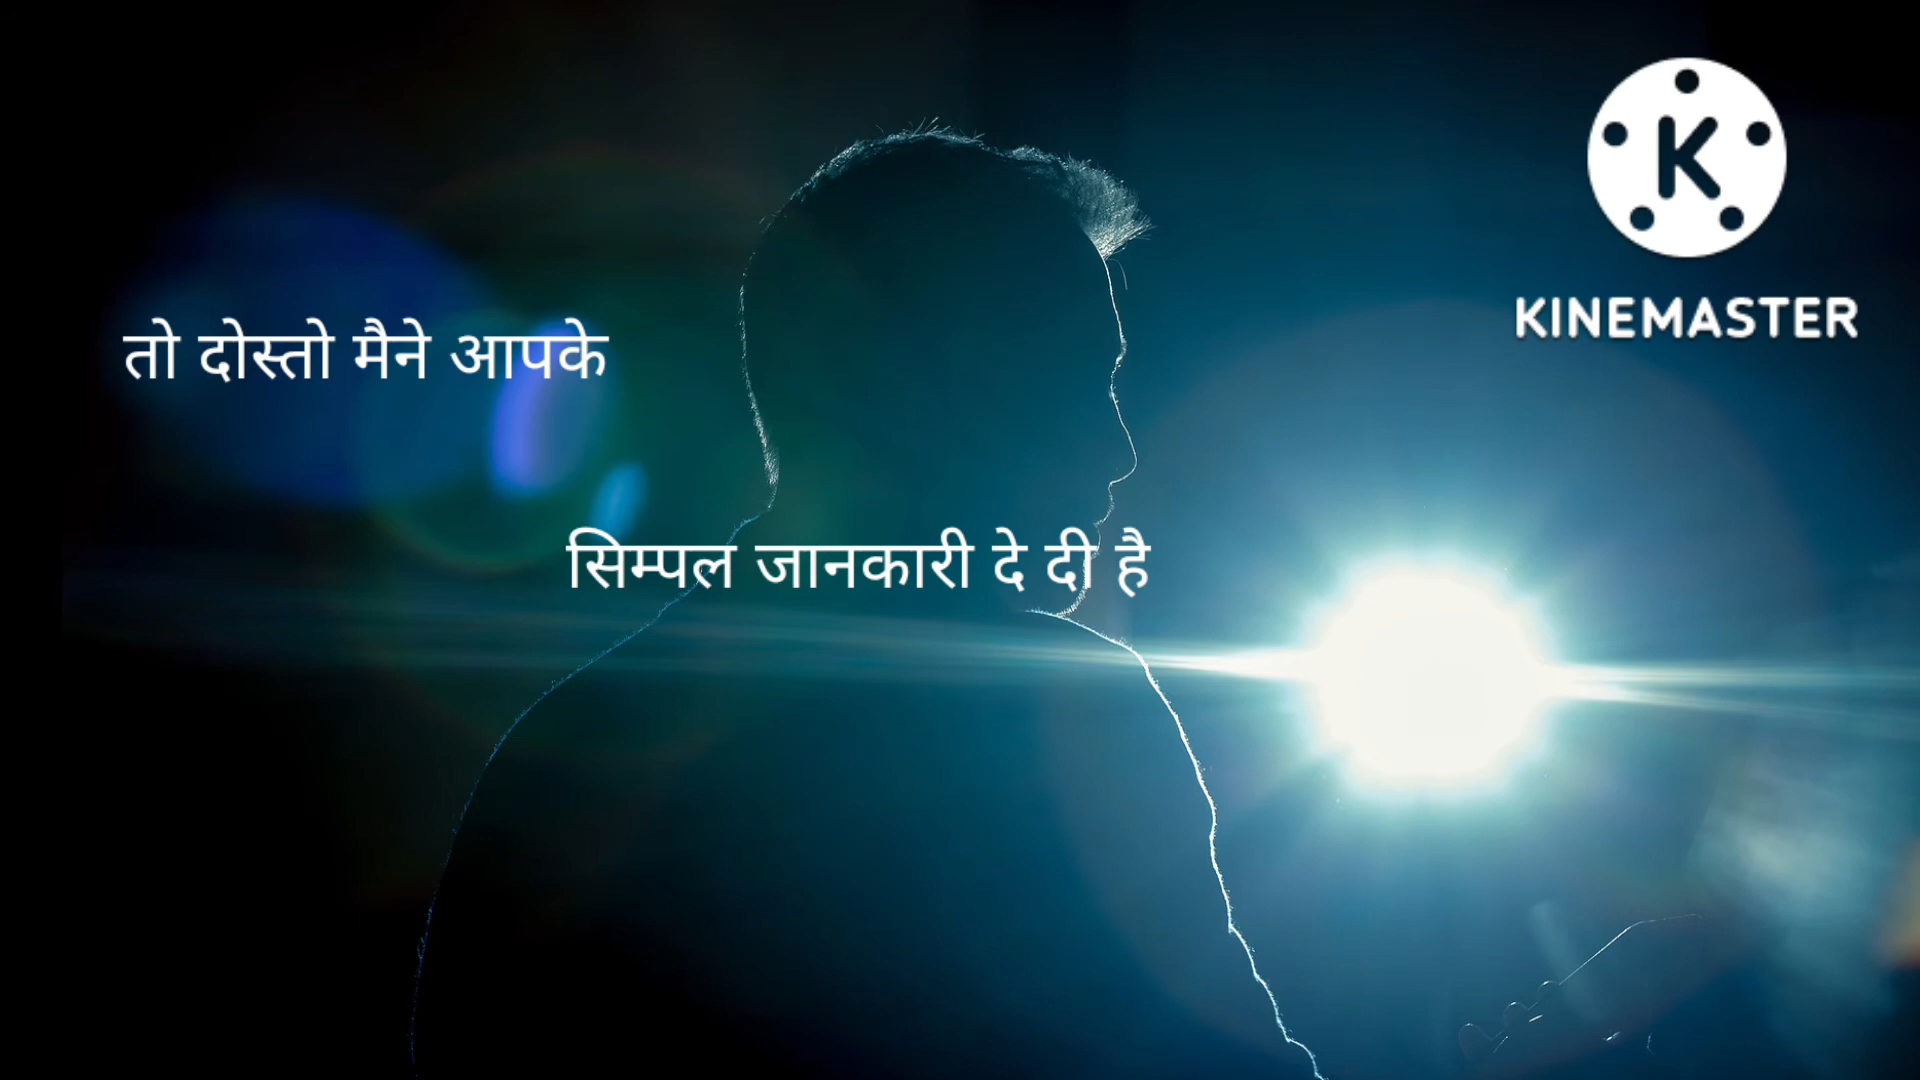 KINEMASTER
तो दोस्तो मैने आपके
सिम्पल जानकारी दे दी है